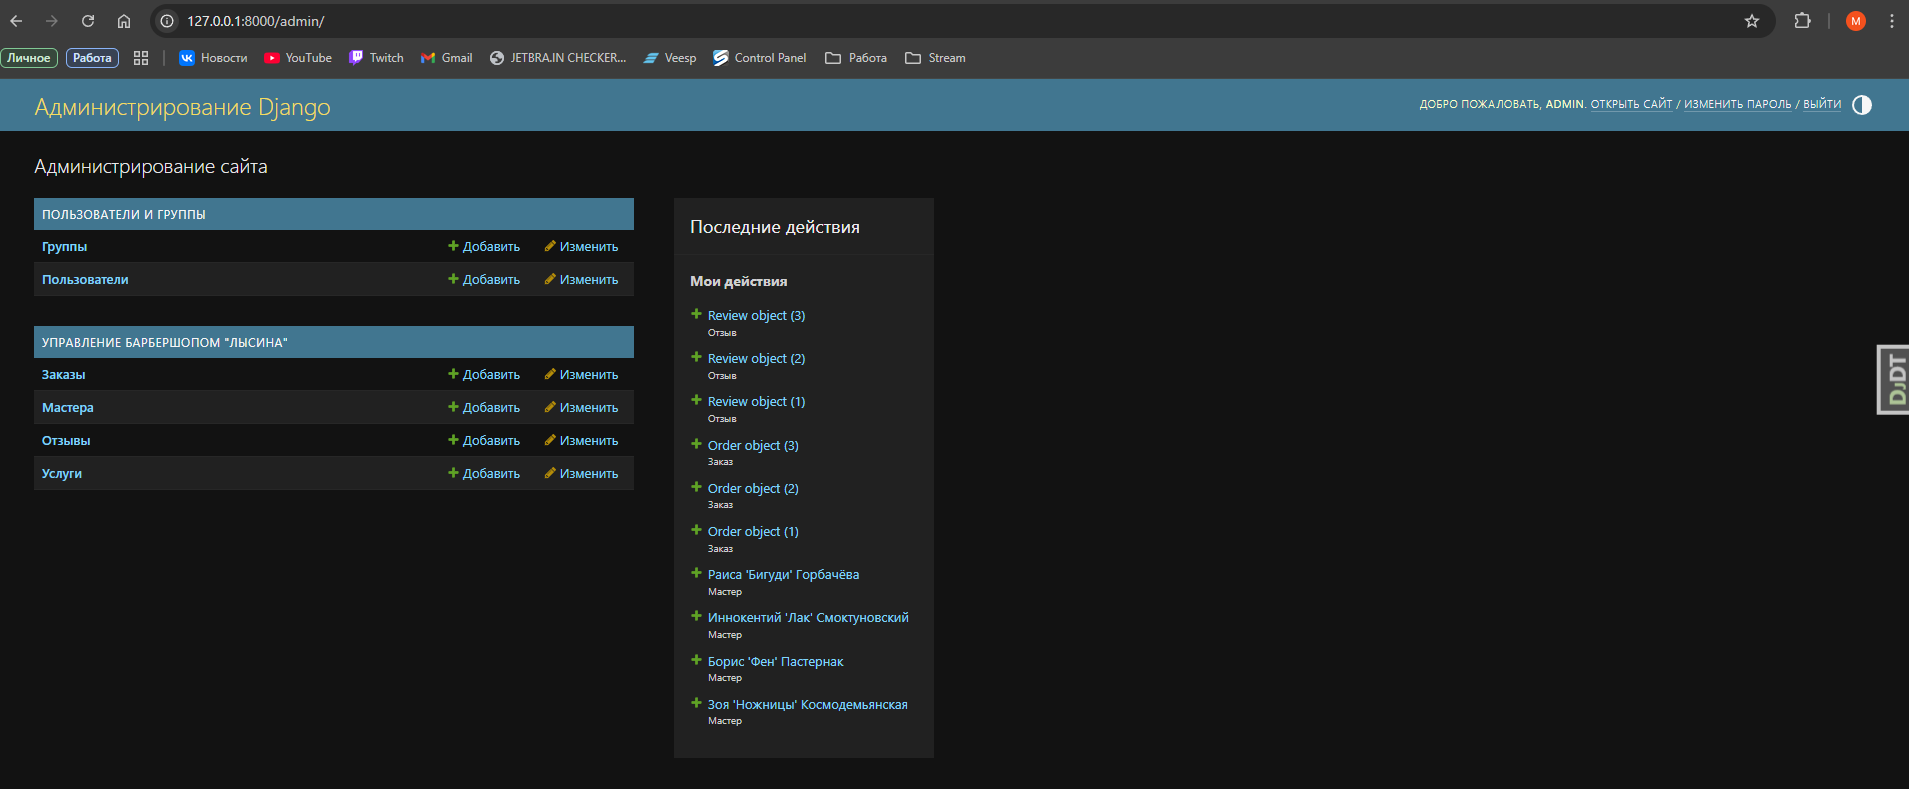 127.0.0.1:8000/admin/
M
Личное Работа Новости YouTube Twitch Gmail JETBRA.IN CHECKER... Veesp Control Panel Работа Stream
Администрирование Django
ДОБРО ПОЖАЛОВАТЬ, ADMIN. ОТКРЫТЬ САЙТ / ИЗМЕНИТЬ ПАРОЛЬ / ВЫЙТИ
Администрирование сайта
ПОЛЬЗОВАТЕЛИ И ГРУППЫ
Группы Добавить Изменить
Пользователи Добавить Изменить
УПРАВЛЕНИЕ БАРБЕРШОПОМ "ЛЫСИНА"
Заказы Добавить Изменить
Мастера Добавить Изменить
Отзывы Добавить Изменить
Услуги Добавить Изменить
Последние действия
Мои действия
Review object (3)
Отзыв
Review object (2)
Отзыв
Review object (1)
Отзыв
Order object (3)
Заказ
Order object (2)
Заказ
Order object (1)
Заказ
Раиса 'Бигуди' Горбачёва
Мастер
Иннокентий 'Лак' Смоктуновский
Мастер
Борис 'Фен' Пастернак
Мастер
Зоя 'Ножницы' Космодемьянская
Мастер
DJDT